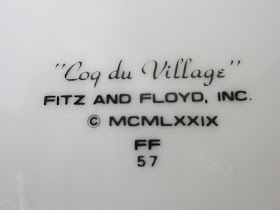 "Coq du Village"
FITZ AND FLOYD, INC.
© MCMLXXIX
FF
57